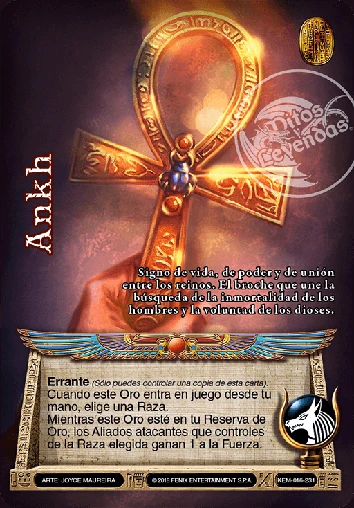 Mitos
y
Leyendas
Ankh
Signo de vida, de poder y de unión
entre los reinos. El broche que une la
búsqueda de la inmortalidad de los
hombres y la voluntad de los dioses.
Errante (Sólo puedes controlar una copia de esta carta).
Cuando este Oro entra en juego desde tu
mano, elige una Raza.
Mientras este Oro esté en tu Reserva de
Oro, los Aliados atacantes que controles
de la Raza elegida ganan 1 a la Fuerza.
ARTE: JOYCE MAUREIRA
©2015 FENIX ENTERTAINMENT S.P.A.